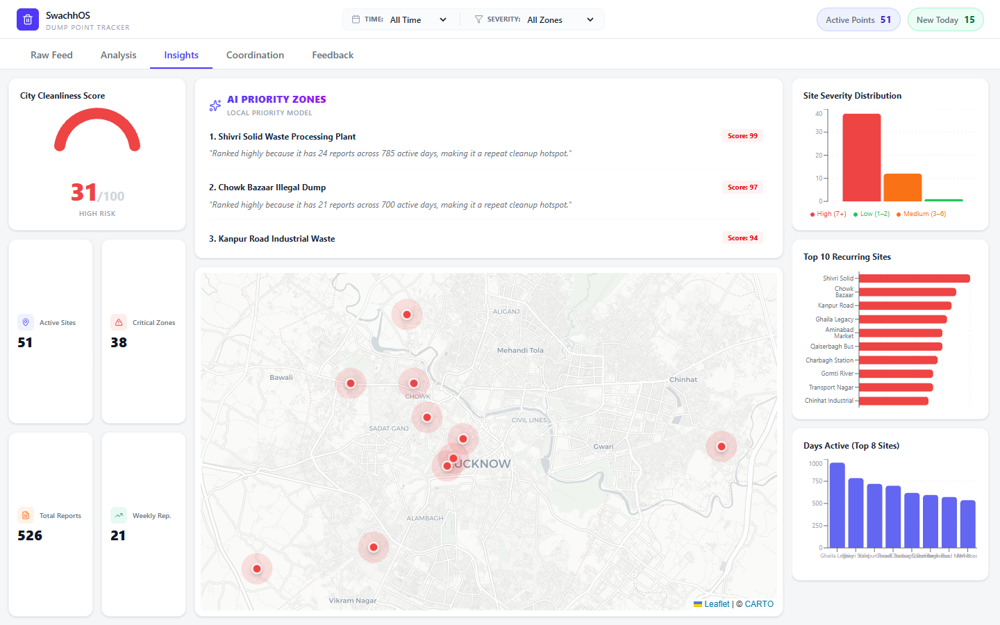 SwachhOS
DUMP POINT TRACKER
TIME: All Time
SEVERITY: All Zones
Active Points 51
New Today 15
Raw Feed
Analysis
Insights
Coordination
Feedback
City Cleanliness Score
31/100
HIGH RISK
Active Sites
51
Critical Zones
38
Total Reports
526
Weekly Rep.
21
AI PRIORITY ZONES
LOCAL PRIORITY MODEL
1. Shivri Solid Waste Processing Plant
Score: 99
"Ranked highly because it has 24 reports across 785 active days, making it a repeat cleanup hotspot."
2. Chowk Bazaar Illegal Dump
Score: 97
"Ranked highly because it has 21 reports across 700 active days, making it a repeat cleanup hotspot."
3. Kanpur Road Industrial Waste
Score: 94
ALIGANJ
Mehandi Tola
Bawali
Chinhat
CHOWK
CIVIL LINES
SADAT GANJ
Gwari
UCKNOW
ALAMBAGH
Vikram Nagar
Leaflet | © CARTO
Site Severity Distribution
40
30
20
10
0
High (7+)
Low (1–2)
Medium (3–6)
Top 10 Recurring Sites
Shivri Solid
Chowk
Bazaar
Kanpur Road
Ghaila Legacy
Aminabad
Market
Qaiserbagh Bus
Charbagh Station
Gomti River
Transport Nagar
Chinhat Industrial
Days Active (Top 8 Sites)
1000
750
500
250
0